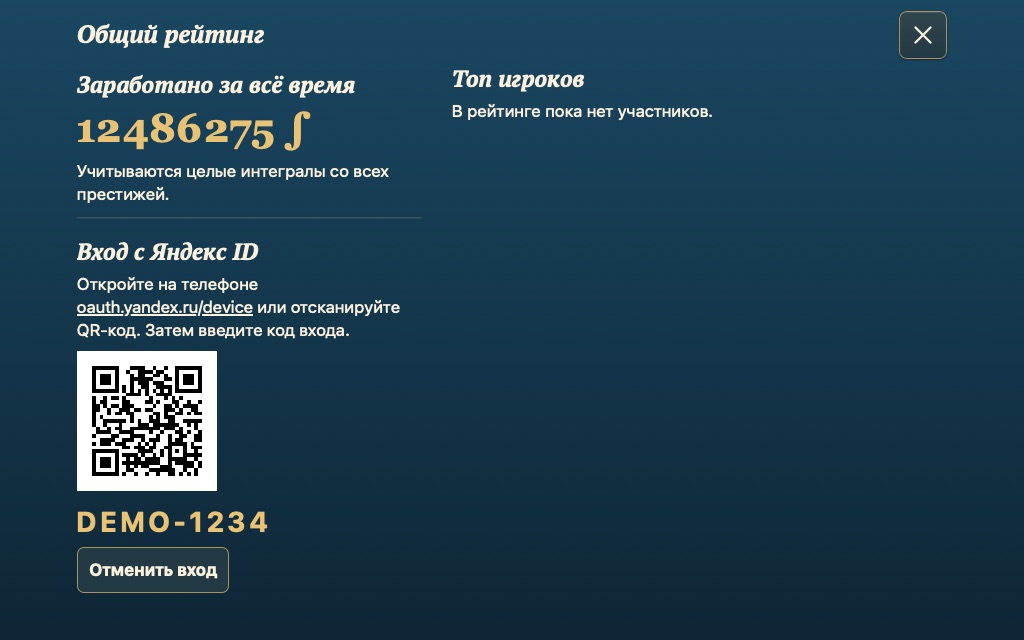 Общий рейтинг
Заработано за всё время
12486275 ∫
Учитываются целые интегралы со всех
престижей.
Вход с Яндекс ID
Откройте на телефоне
oauth.yandex.ru/device или отсканируйте
QR-код. Затем введите код входа.
DEMO-1234
Отменить вход
Топ игроков
В рейтинге пока нет участников.